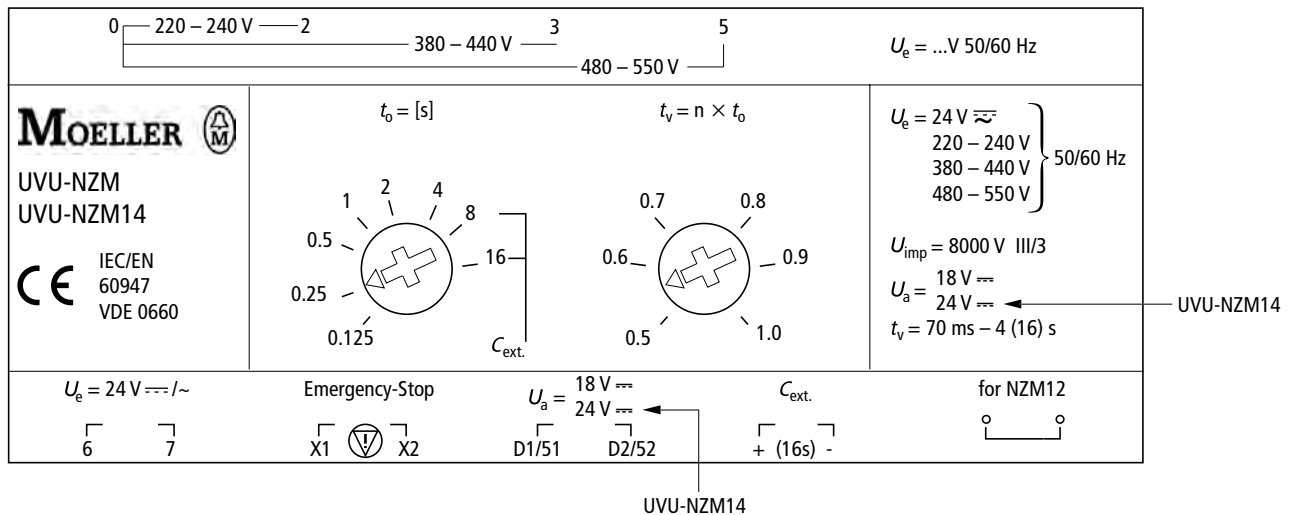 0 220 – 240 V 2 3 5
380 – 440 V
480 – 550 V
Ue = ...V 50/60 Hz
MOELLER M
UVU-NZM
UVU-NZM14
CE
IEC/EN
60947
VDE 0660
to = [s]
0.125
0.25
0.5
1
2
4
8
16
Cext.
tv = n × to
0.5
0.6
0.7
0.8
0.9
1.0
Ue = 24 V
220 – 240 V
380 – 440 V
480 – 550 V
50/60 Hz
Uimp = 8000 V III/3
Ua = 18 V
24 V
tv = 70 ms – 4 (16) s
UVU-NZM14
Ue = 24 V /~
6 7
Emergency-Stop
X1 X2
Ua = 18 V
24 V
D1/51 D2/52
Cext.
+ (16s) -
for NZM12
UVU-NZM14